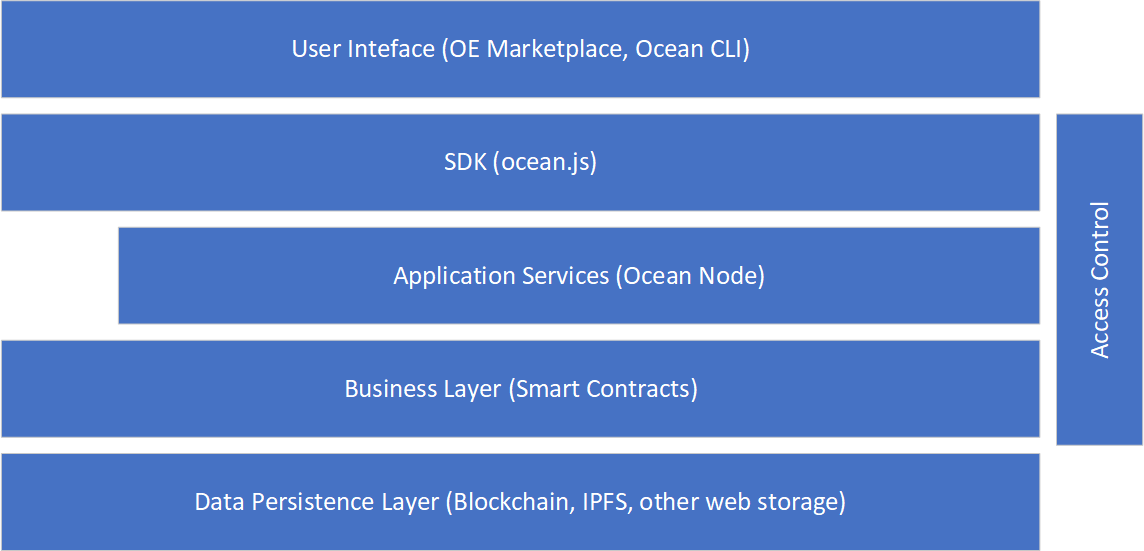 User Inteface (OE Marketplace, Ocean CLI)
SDK (ocean.js)
Application Services (Ocean Node)
Business Layer (Smart Contracts)
Data Persistence Layer (Blockchain, IPFS, other web storage)
Access Control